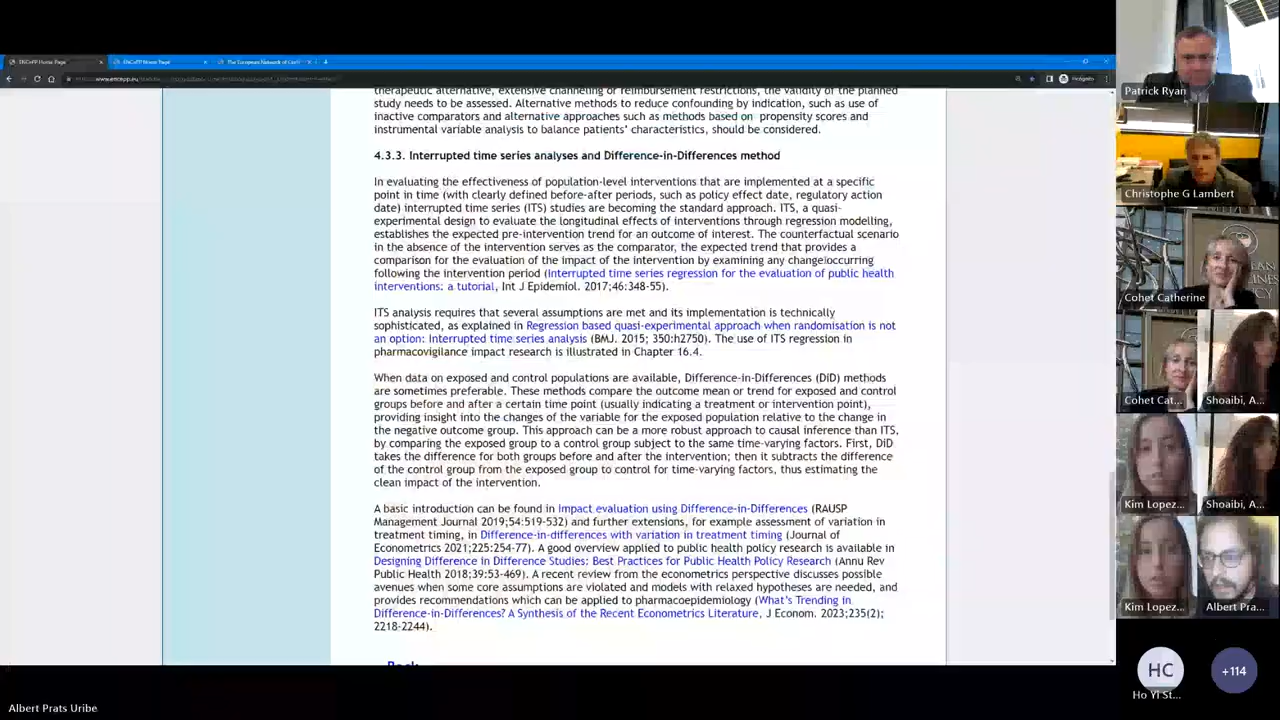 ENCePP Home Page
ENCePP Home Page
www.encepp.eu
Incognito
therapeutic alternative, extensive channeling or reimbursement restrictions, the validity of the planned
study needs to be assessed. Alternative methods to reduce confounding by indication, such as use of
inactive comparators and alternative approaches such as methods based on propensity scores and
instrumental variable analysis to balance patients' characteristics, should be considered.
4.3.3. Interrupted time series analyses and Difference-in-Differences method
In evaluating the effectiveness of population-level interventions that are implemented at a specific
point in time (with clearly defined before-after periods, such as policy effect date, regulatory action
date) interrupted time series (ITS) studies are becoming the standard approach. ITS, a quasi-
experimental design to evaluate the longitudinal effects of interventions through regression modelling,
establishes the expected pre-intervention trend for an outcome of interest. The counterfactual scenario
in the absence of the intervention serves as the comparator, the expected trend that provides a
comparison for the evaluation of the impact of the intervention by examining any change occurring
following the intervention period (Interrupted time series regression for the evaluation of public health
interventions: a tutorial, Int J Epidemiol. 2017;46:348-55).
ITS analysis requires that several assumptions are met and its implementation is technically
sophisticated, as explained in Regression based quasi-experimental approach when randomisation is not
an option: Interrupted time series analysis (BMJ. 2015; 350:h2750). The use of ITS regression in
pharmacovigilance impact research is illustrated in Chapter 16.4.
When data on exposed and control populations are available, Difference-in-Differences (DiD) methods
are sometimes preferable. These methods compare the outcome mean or trend for exposed and control
groups before and after a certain time point (usually indicating a treatment or intervention point),
providing insight into the changes of the variable for the exposed population relative to the change in
the negative outcome group. This approach can be a more robust approach to causal inference than ITS,
by comparing the exposed group to a control group subject to the same time-varying factors. First, DiD
takes the difference for both groups before and after the intervention; then it subtracts the difference
of the control group from the exposed group to control for time-varying factors, thus estimating the
clean impact of the intervention.
A basic introduction can be found in Impact evaluation using Difference-in-Differences (RAUSP
Management Journal 2019;54:519-532) and further extensions, for example assessment of variation in
treatment timing, in Difference-in-differences with variation in treatment timing (Journal of
Econometrics 2021;225:254-77). A good overview applied to public health policy research is available in
Designing Difference in Difference Studies: Best Practices for Public Health Policy Research (Annu Rev
Public Health 2018;39:53-469). A recent review from the econometrics perspective discusses possible
avenues when some core assumptions are violated and models with relaxed hypotheses are needed, and
provides recommendations which can be applied to pharmacoepidemiology (What's Trending in
Difference-in-Differences? A Synthesis of the Recent Econometrics Literature, J Econom. 2023;235(2);
2218-2244).
Back
Patrick Ryan
Christophe G Lambert
Cohet Catherine
Cohet Cat...
Shoaibi, A...
Kim Lopez...
Shoaibi, A...
Kim Lopez...
Albert Pra...
HC
+114
Ho Yi St...
Albert Prats Uribe